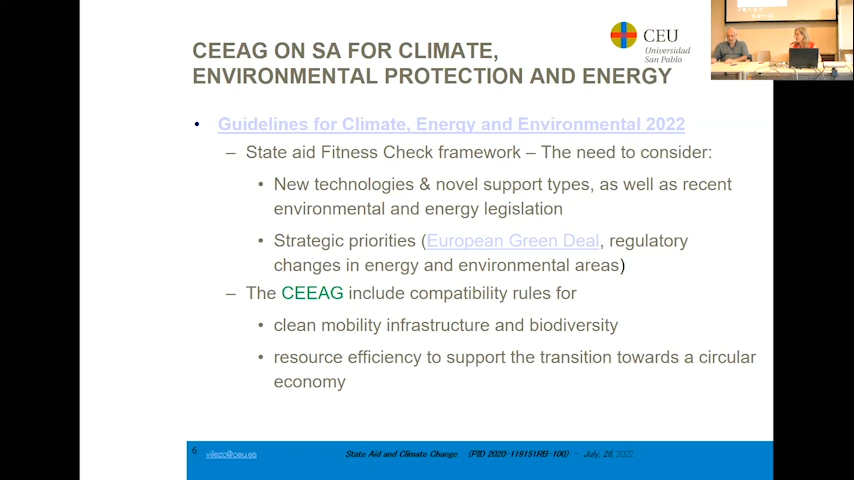 CEEAG ON SA FOR CLIMATE,
ENVIRONMENTAL PROTECTION AND ENERGY
CEU
Universidad
San Pablo
• Guidelines for Climate, Energy and Environmental 2022
– State aid Fitness Check framework – The need to consider:
• New technologies & novel support types, as well as recent
environmental and energy legislation
• Strategic priorities (European Green Deal, regulatory
changes in energy and environmental areas)
– The CEEAG include compatibility rules for
• clean mobility infrastructure and biodiversity
• resource efficiency to support the transition towards a circular
economy
6 vilezc@ceu.es State Aid and Climate Change (PID 2020-119151RB-100) – July, 26, 2022